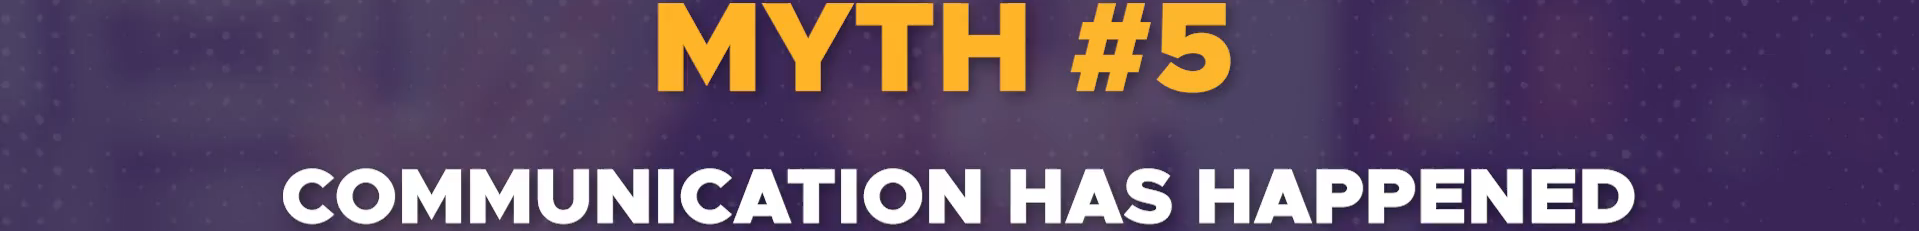 MYTH #5
COMMUNICATION HAS HAPPENED